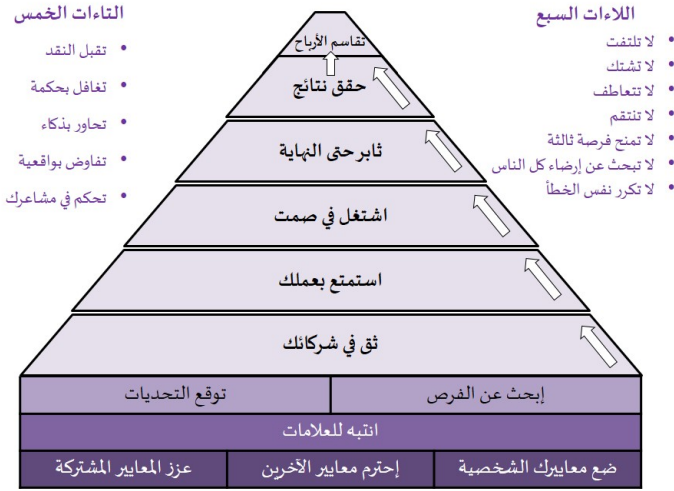 اللاءات السبع
لا تلتفت
لا تشتك
لا تتعاطف
لا تنتقم
لا تمنح فرصة ثالثة
لا تبحث عن إرضاء كل الناس
لا تكرر نفس الخطأ
تقاسم الأرباح
حقق نتائج
ثابر حتى النهاية
اشتغل في صمت
استمتع بعملك
ثق في شركائك
إبحث عن الفرص
توقع التحديات
انتبه للعلامات
ضع معاييرك الشخصية
إحترم معايير الآخرين
عزز المعايير المشتركة
التاءات الخمس
تقبل النقد
تغافل بحكمة
تحاور بذكاء
تفاوض بواقعية
تحكم في مشاعرك